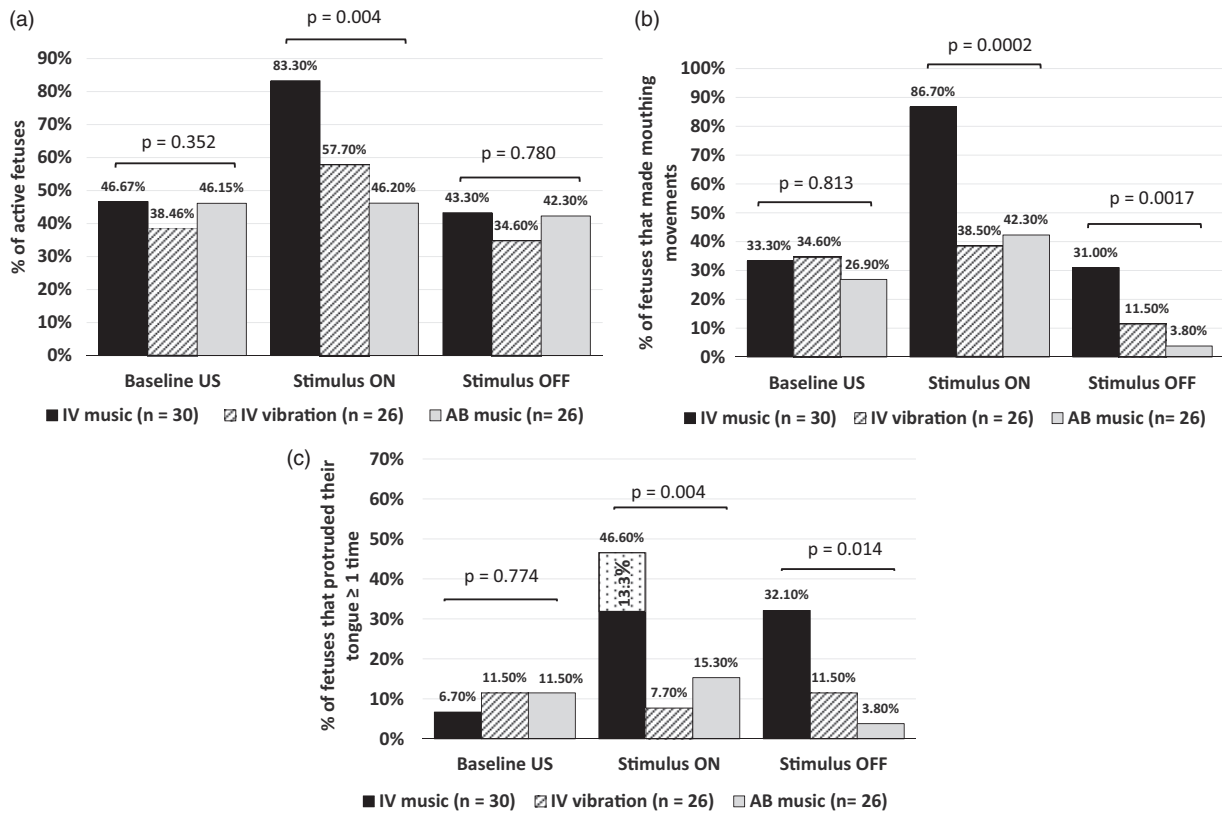 (a)
p = 0.004
% of active fetuses
90%
80%
70%
60%
50%
40%
30%
20%
10%
0%
p = 0.352
46.67%
38.46%
46.15%
83.30%
57.70%
46.20%
p = 0.780
43.30%
34.60%
42.30%
Baseline US
Stimulus ON
Stimulus OFF
IV music (n = 30)
IV vibration (n = 26)
AB music (n= 26)
(b)
p = 0.0002
% of fetuses that made mouthing
movements
100%
90%
80%
70%
60%
50%
40%
30%
20%
10%
0%
p = 0.813
33.30%
34.60%
26.90%
86.70%
38.50%
42.30%
p = 0.0017
31.00%
11.50%
3.80%
Baseline US
Stimulus ON
Stimulus OFF
IV music (n = 30)
IV vibration (n = 26)
AB music (n= 26)
(c)
% of fetuses that protruded their
tongue ≥ 1 time
70%
60%
50%
40%
30%
20%
10%
0%
p = 0.774
6.70%
11.50%
11.50%
p = 0.004
46.60%
13.3%
7.70%
15.30%
p = 0.014
32.10%
11.50%
3.80%
Baseline US
Stimulus ON
Stimulus OFF
IV music (n = 30)
IV vibration (n = 26)
AB music (n= 26)